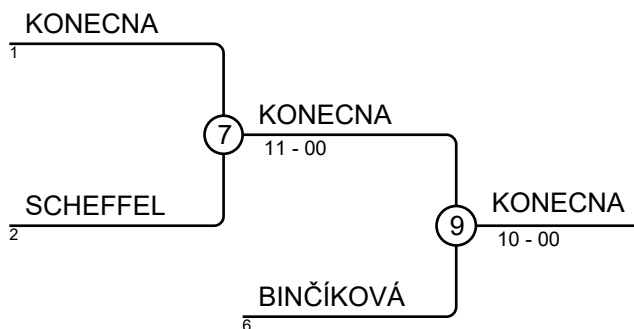 KONECNA
1
7
KONECNA
11 - 00
SCHEFFEL
2
9
KONECNA
10 - 00
BINČÍKOVÁ
6